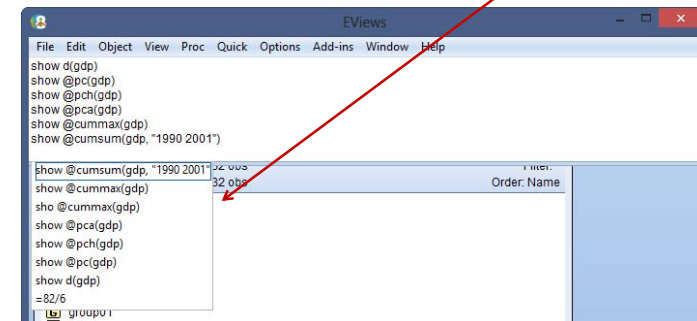 EViews
File Edit Object View Proc Quick Options Add-ins Window Help
show d(gdp)
show @pc(gdp)
show @pch(gdp)
show @pca(gdp)
show @cummax(gdp)
show @cumsum(gdp, "1990 2001")
show @cumsum(gdp, "1990 2001"
32 obs Filter:
show @cummax(gdp)
32 obs Order: Name
sho @cummax(gdp)
show @pca(gdp)
show @pch(gdp)
show @pc(gdp)
show d(gdp)
=82/6
G group01